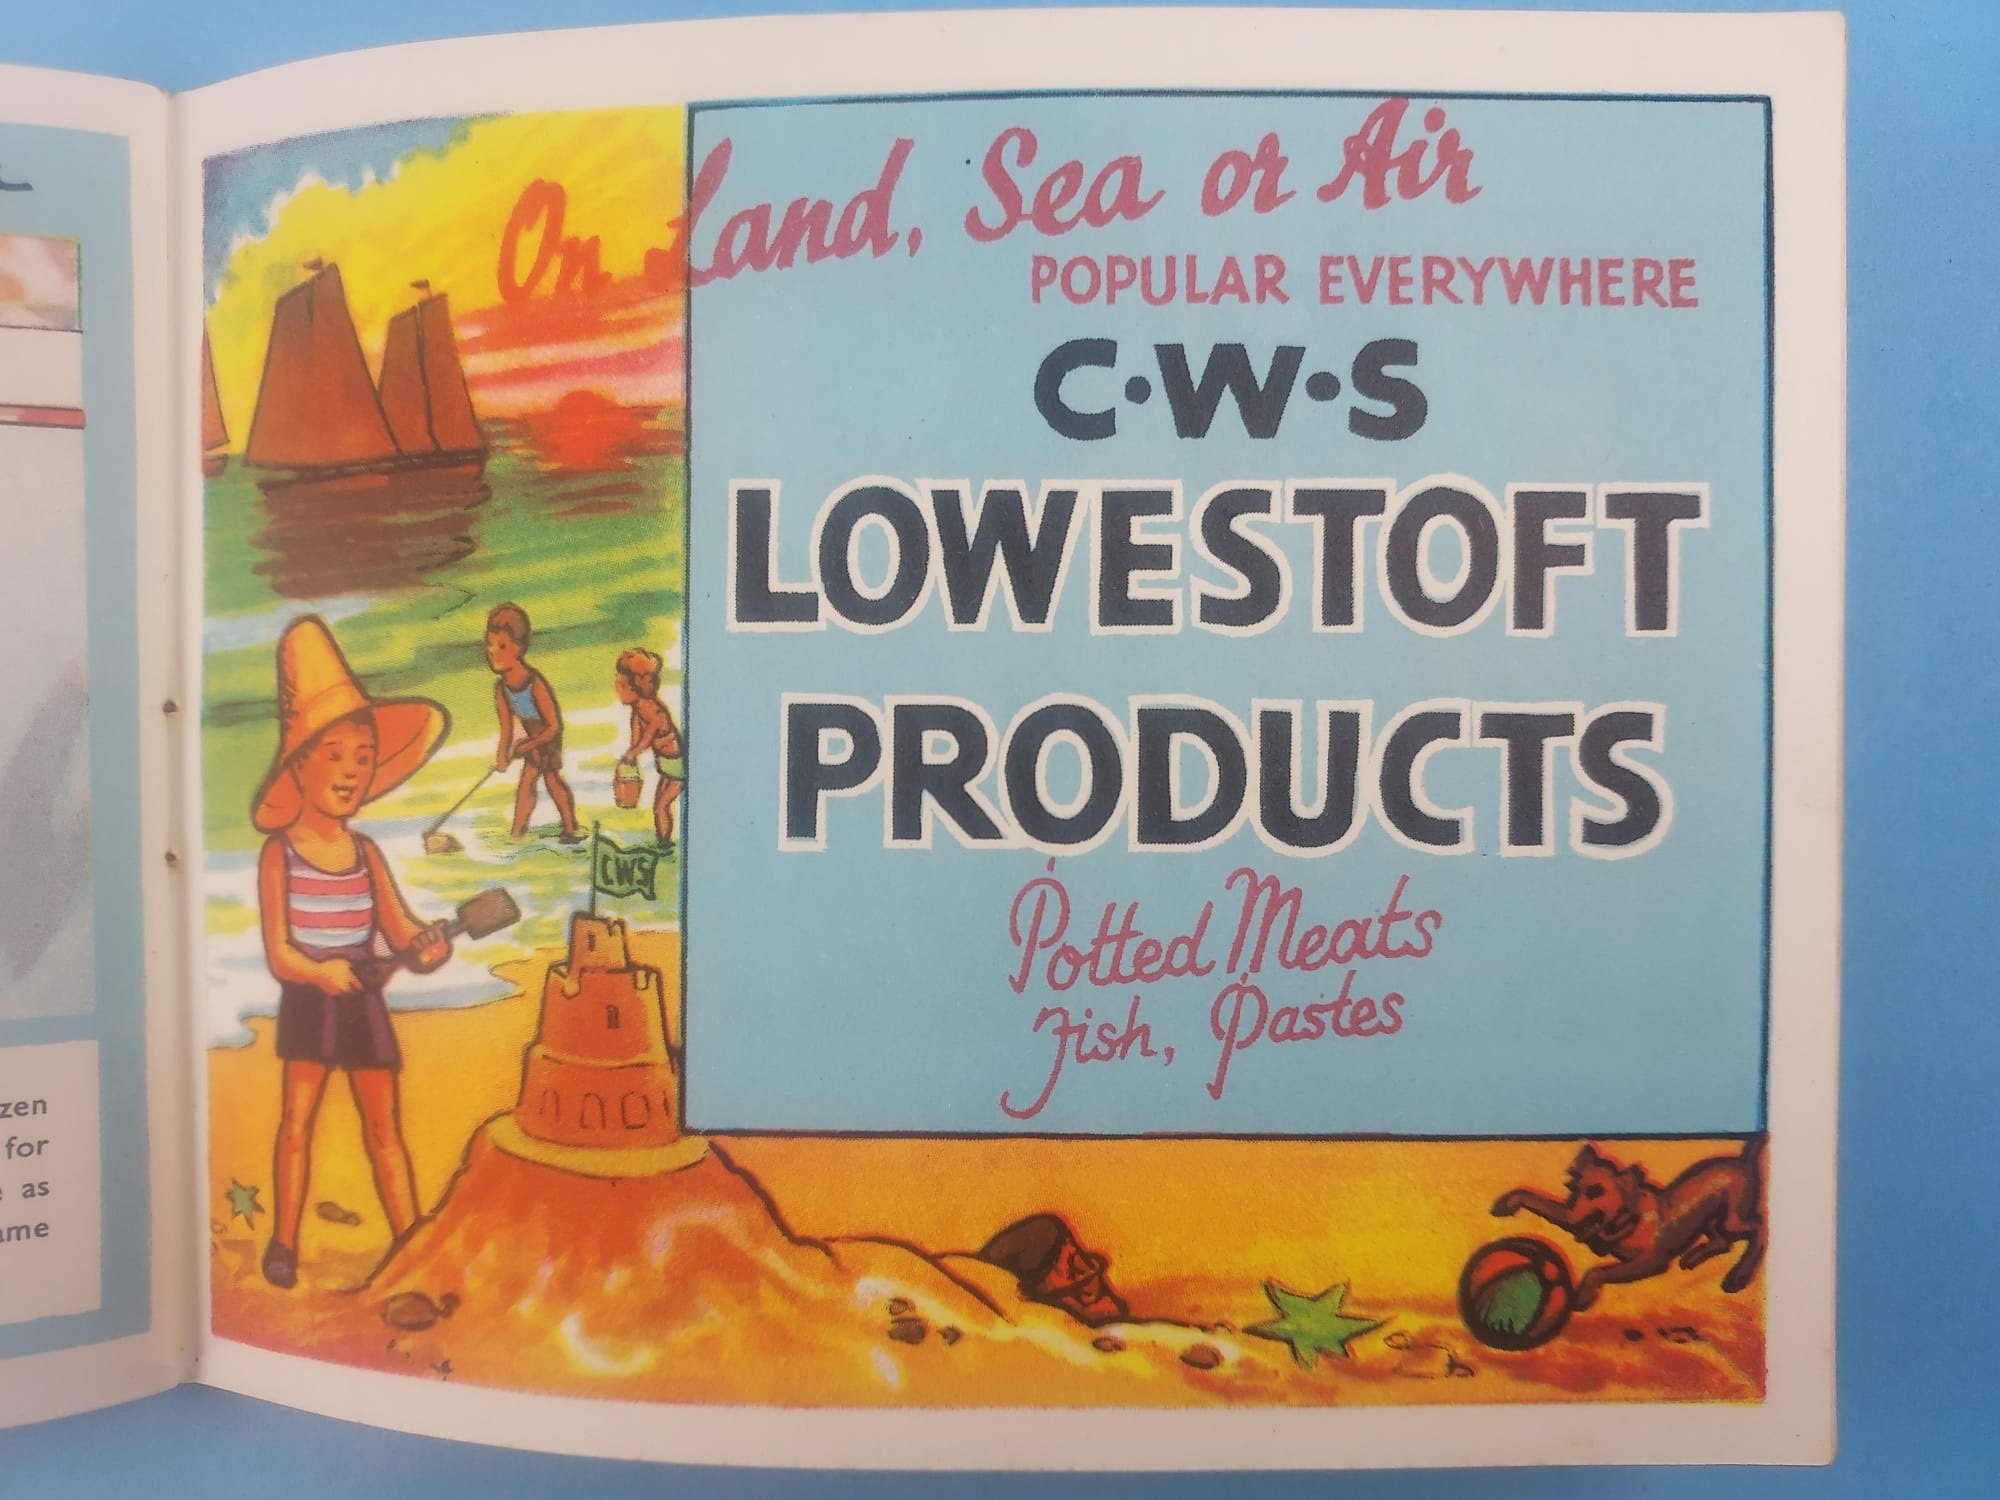 On Land, Sea or Air
POPULAR EVERYWHERE
C·W·S
LOWESTOFT
PRODUCTS
Potted Meats
Fish, Pastes
CWS
zen
for
as
ame